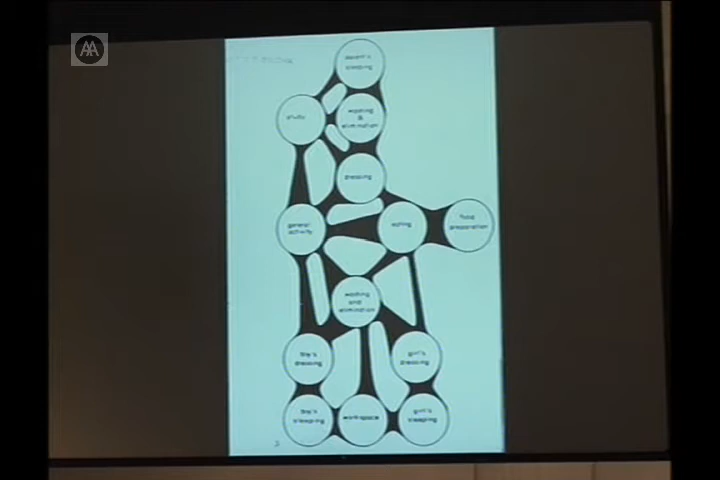 AA
parent's
sleeping
study
washing
&
elimination
dressing
general
activity
eating
food
preparation
washing
and
elimination
boy's
dressing
girl's
dressing
boy's
sleeping
workspace
girl's
sleeping